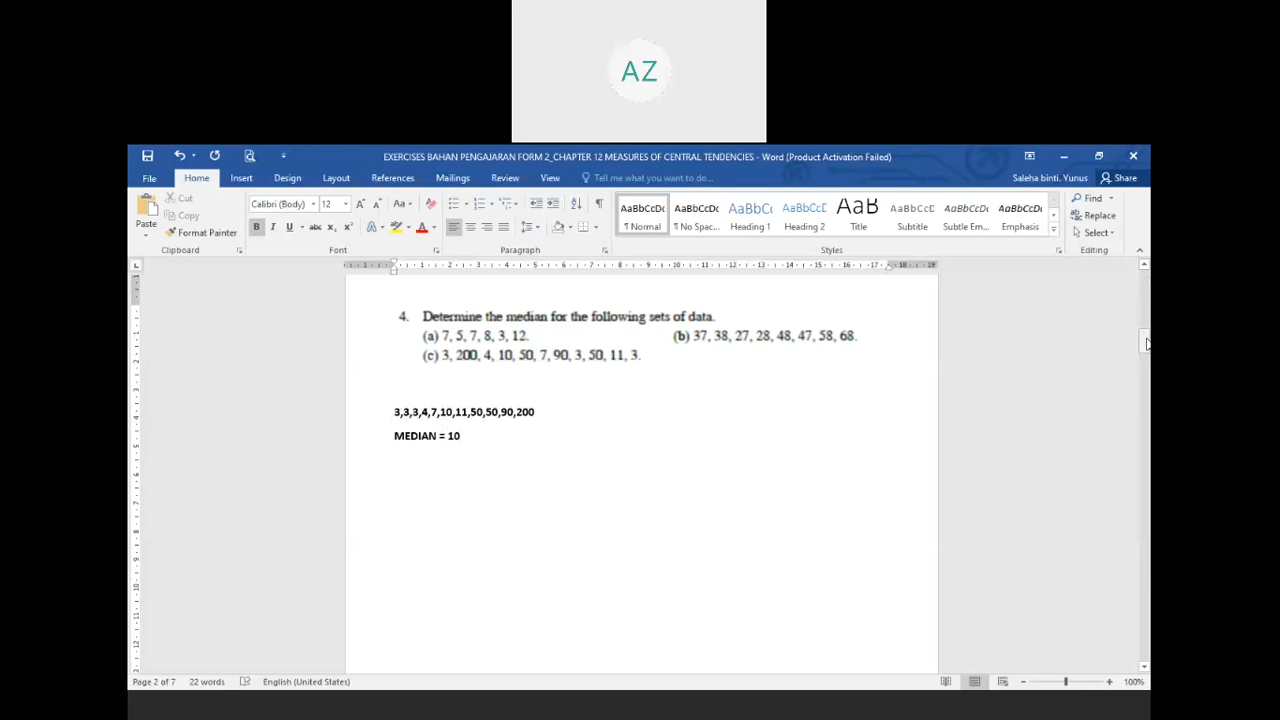 AZ
EXERCISES BAHAN PENGAJARAN FORM 2_CHAPTER 12 MEASURES OF CENTRAL TENDENCIES - Word (Product Activation Failed)
File Home Insert Design Layout References Mailings Review View Tell me what you want to do... Saleha binti. Yunus Share
Paste Cut Copy Format Painter
Calibri (Body) 12 Aa
B I U abc x₂ x² A A
AaBbCcDc AaBbCcDc AaBbCc AaBbCcC AaB AaBbCcD AaBbCcDc AaBbCcDc
¶ Normal ¶ No Spac... Heading 1 Heading 2 Title Subtitle Subtle Em... Emphasis
Find
Replace
Select
Clipboard Font Paragraph Styles Editing
4. Determine the median for the following sets of data.
(a) 7, 5, 7, 8, 3, 12. (b) 37, 38, 27, 28, 48, 47, 58, 68.
(c) 3, 200, 4, 10, 50, 7, 90, 3, 50, 11, 3.
3,3,3,4,7,10,11,50,50,90,200
MEDIAN = 10
Page 2 of 7 22 words English (United States) 100%